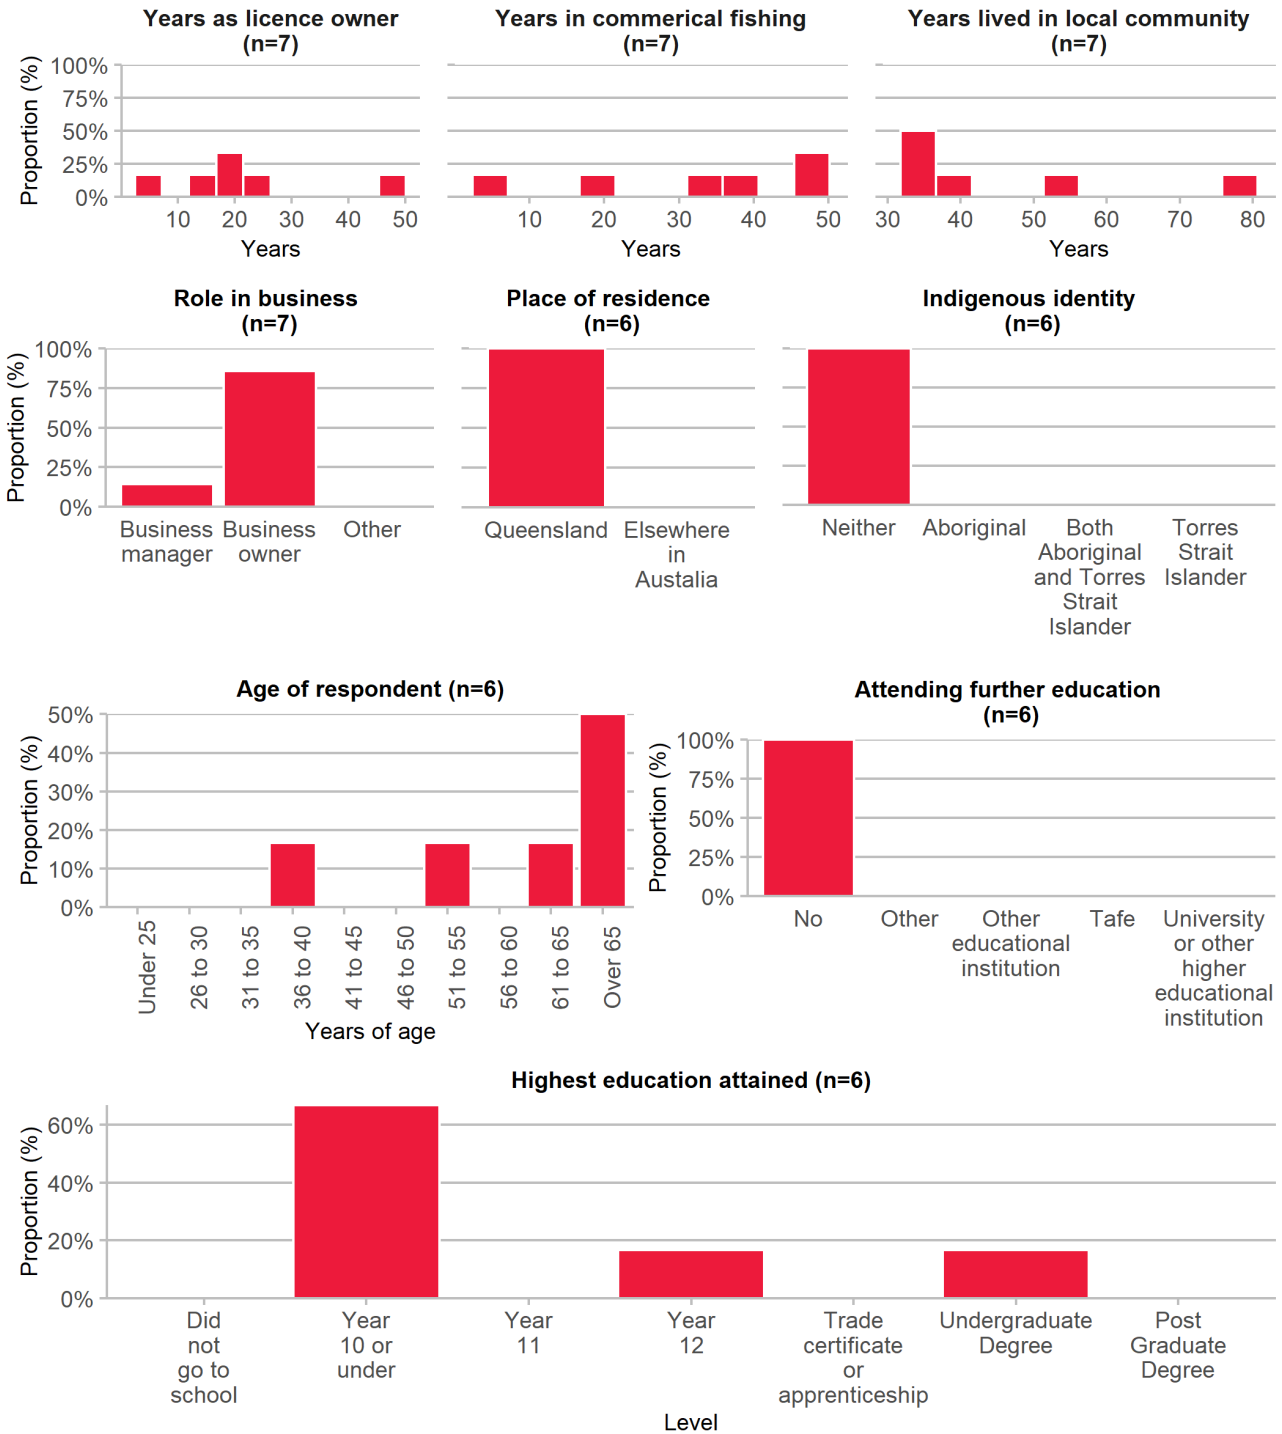 Years as licence owner
(n=7)
Years in commerical fishing
(n=7)
Years lived in local community
(n=7)
Proportion (%)
100%
75%
50%
25%
0%
10
20
30
40
50
Years
10
20
30
40
50
Years
30
40
50
60
70
80
Years
Role in business
(n=7)
Place of residence
(n=6)
Indigenous identity
(n=6)
Proportion (%)
100%
75%
50%
25%
0%
Business
manager
Business
owner
Other
Queensland
Elsewhere
in
Austalia
Neither
Aboriginal
Both
Aboriginal
and Torres
Strait
Islander
Torres
Strait
Islander
Age of respondent (n=6)
Proportion (%)
50%
40%
30%
20%
10%
0%
Under 25
26 to 30
31 to 35
36 to 40
41 to 45
46 to 50
51 to 55
56 to 60
61 to 65
Over 65
Years of age
Attending further education
(n=6)
Proportion (%)
100%
75%
50%
25%
0%
No
Other
Other
educational
institution
Tafe
University
or other
higher
educational
institution
Highest education attained (n=6)
Proportion (%)
60%
40%
20%
0%
Did
not
go to
school
Year
10 or
under
Year
11
Year
12
Trade
certificate
or
apprenticeship
Undergraduate
Degree
Post
Graduate
Degree
Level